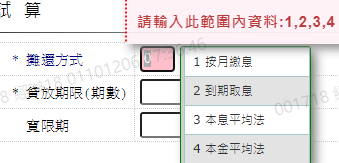 試 算
請輸入此範圍內資料:1,2,3,4
* 攤還方式 0
1 按月繳息
2 到期取息
3 本息平均法
4 本金平均法
* 貸放期限(期數)
寬限期